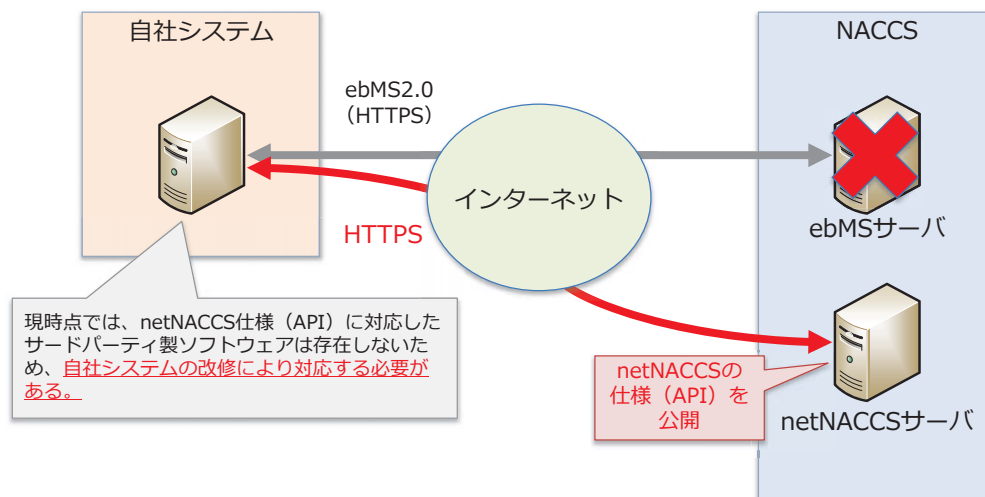 自社システム
NACCS
ebMS2.0
（HTTPS）
インターネット
ebMSサーバ
HTTPS
現時点では、netNACCS仕様（API）に対応した
サードパーティ製ソフトウェアは存在しないた
め、自社システムの改修により対応する必要が
ある。
netNACCSの
仕様（API）を
公開
netNACCSサーバ